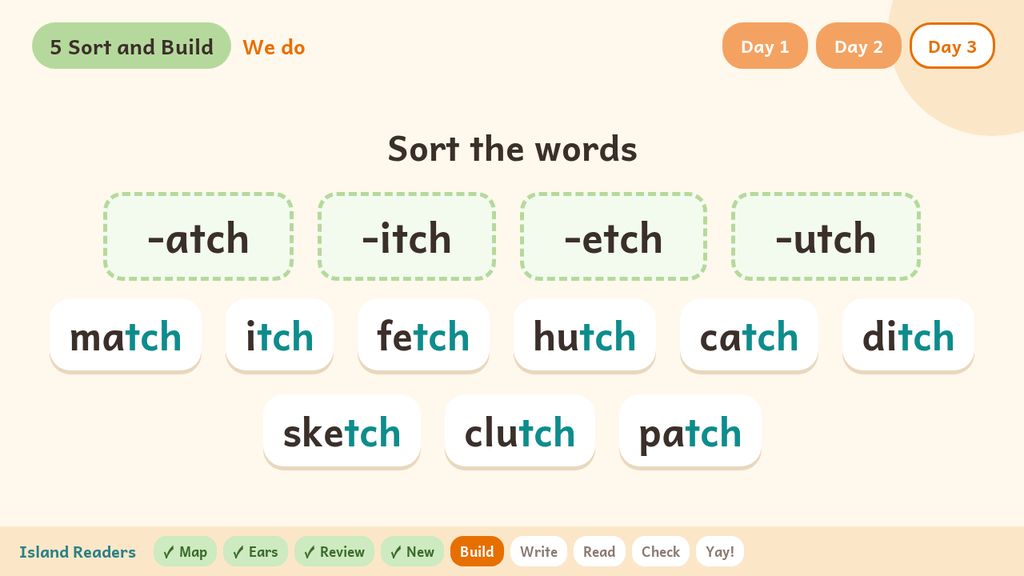 5 Sort and Build We do Day 1 Day 2 Day 3
Sort the words
-atch -itch -etch -utch
match itch fetch hutch catch ditch
sketch clutch patch
Island Readers ✓ Map ✓ Ears ✓ Review ✓ New Build Write Read Check Yay!